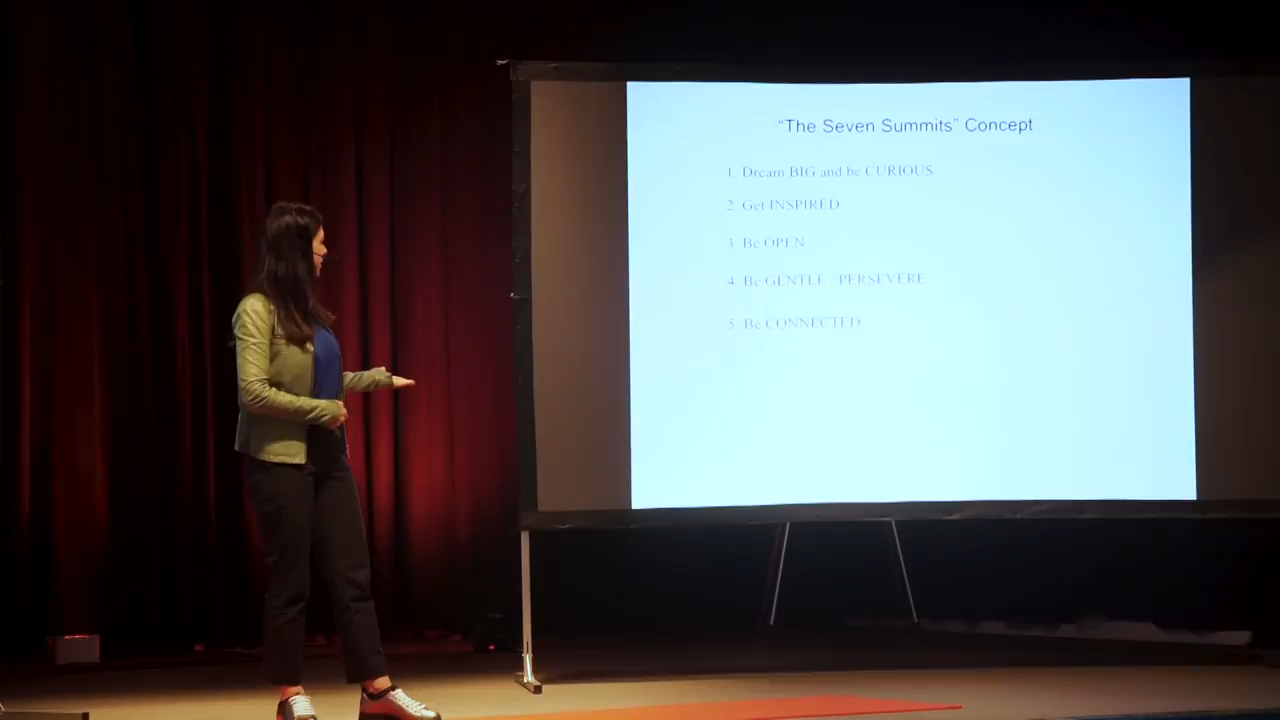 “The Seven Summits” Concept
1. Dream BIG and be CURIOUS
2. Get INSPIRED
3. Be OPEN
4. Be GENTLE / PERSEVERE
5. Be CONNECTED